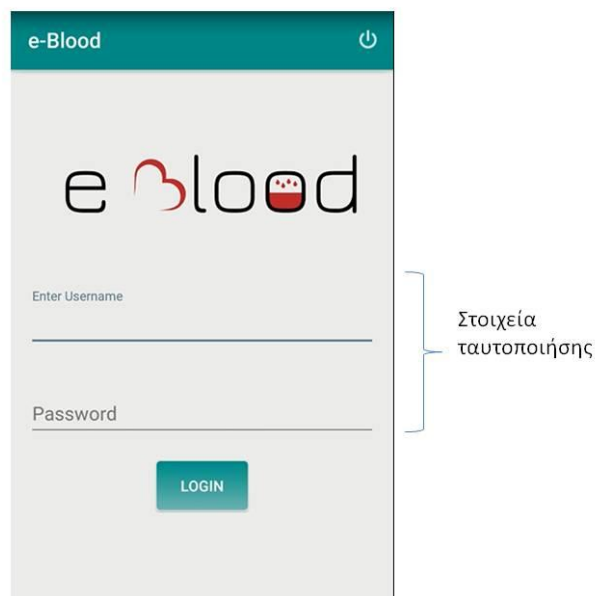 e-Blood
e Blood
Enter Username
Στοιχεία
ταυτοποιήσης
Password
LOGIN